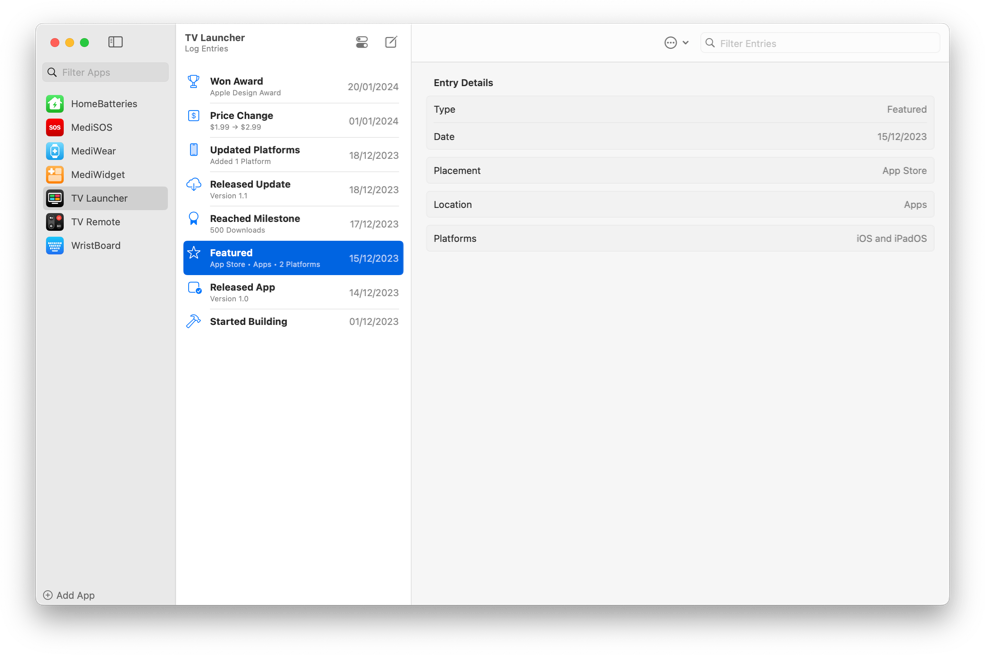 Filter Apps
HomeBatteries
SOS
MediSOS
MediWear
MediWidget
TV Launcher
TV Remote
WristBoard
Add App
TV Launcher
Log Entries
Won Award
Apple Design Award
20/01/2024
$
Price Change
$1.99 → $2.99
01/01/2024
Updated Platforms
Added 1 Platform
18/12/2023
Released Update
Version 1.1
18/12/2023
Reached Milestone
500 Downloads
17/12/2023
Featured
App Store • Apps • 2 Platforms
15/12/2023
Released App
Version 1.0
14/12/2023
Started Building
01/12/2023
Filter Entries
Entry Details
Type Featured
Date 15/12/2023
Placement App Store
Location Apps
Platforms iOS and iPadOS